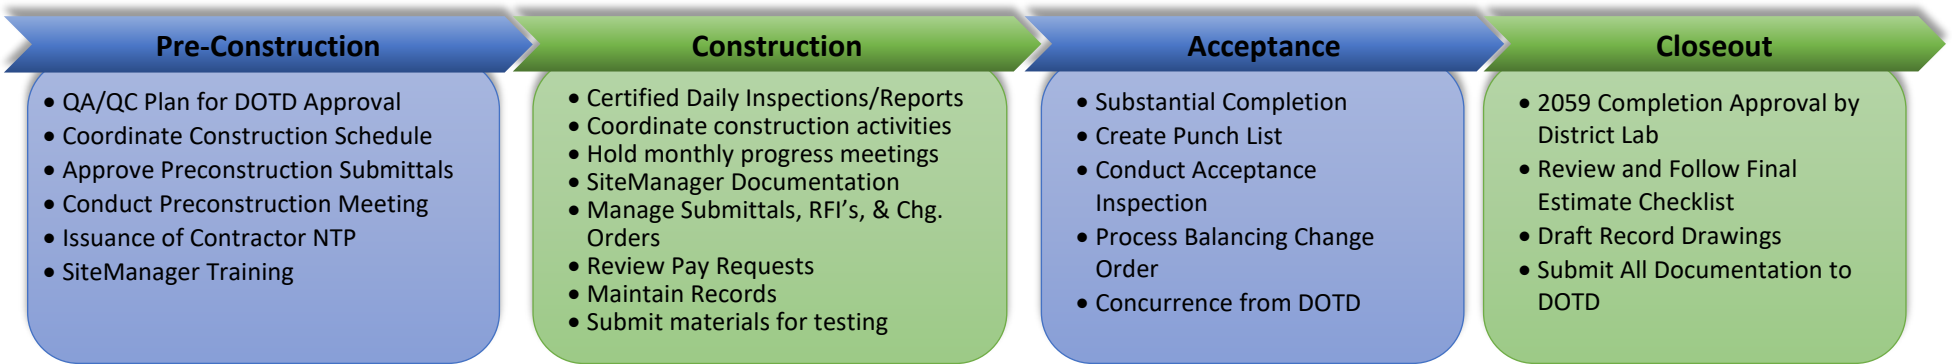 Pre-Construction
• QA/QC Plan for DOTD Approval
• Coordinate Construction Schedule
• Approve Preconstruction Submittals
• Conduct Preconstruction Meeting
• Issuance of Contractor NTP
• SiteManager Training
Construction
• Certified Daily Inspections/Reports
• Coordinate construction activities
• Hold monthly progress meetings
• SiteManager Documentation
• Manage Submittals, RFI's, & Chg.
Orders
• Review Pay Requests
• Maintain Records
• Submit materials for testing
Acceptance
• Substantial Completion
• Create Punch List
• Conduct Acceptance
Inspection
• Process Balancing Change
Order
• Concurrence from DOTD
Closeout
• 2059 Completion Approval by
District Lab
• Review and Follow Final
Estimate Checklist
• Draft Record Drawings
• Submit All Documentation to
DOTD